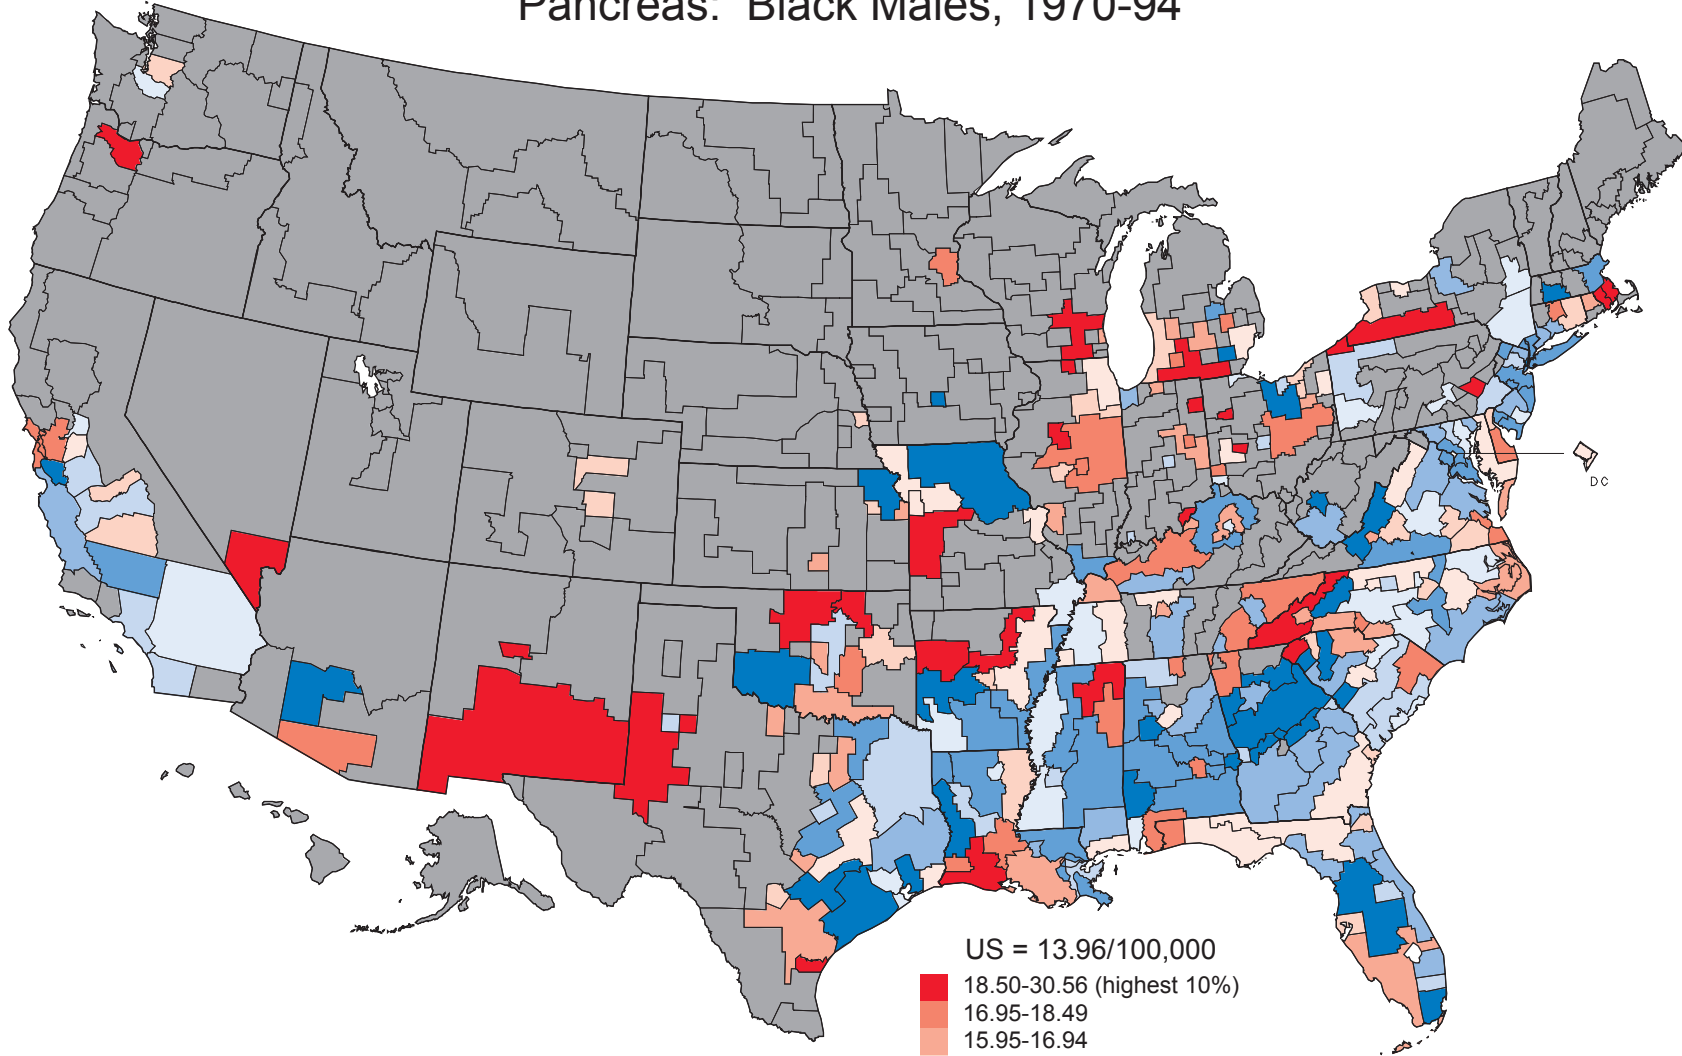 Pancreas: Black Males, 1970-94
DC
US = 13.96/100,000
18.50-30.56 (highest 10%)
16.95-18.49
15.95-16.94